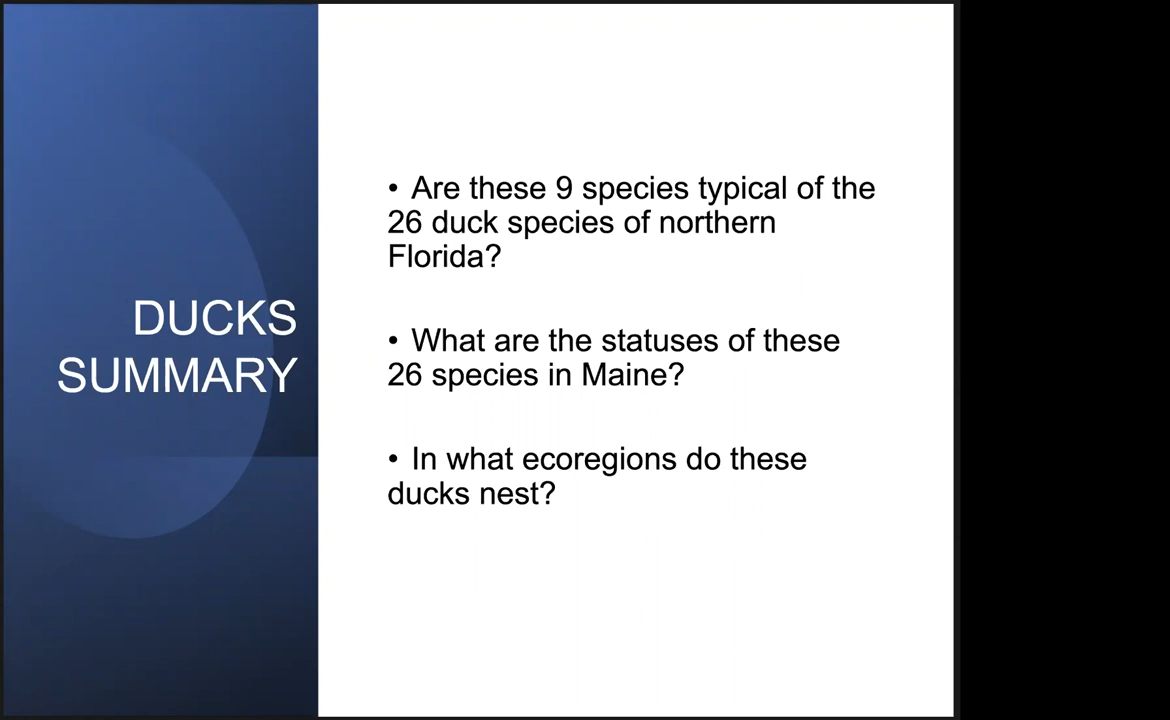 DUCKS
SUMMARY
• Are these 9 species typical of the
26 duck species of northern
Florida?
• What are the statuses of these
26 species in Maine?
• In what ecoregions do these
ducks nest?